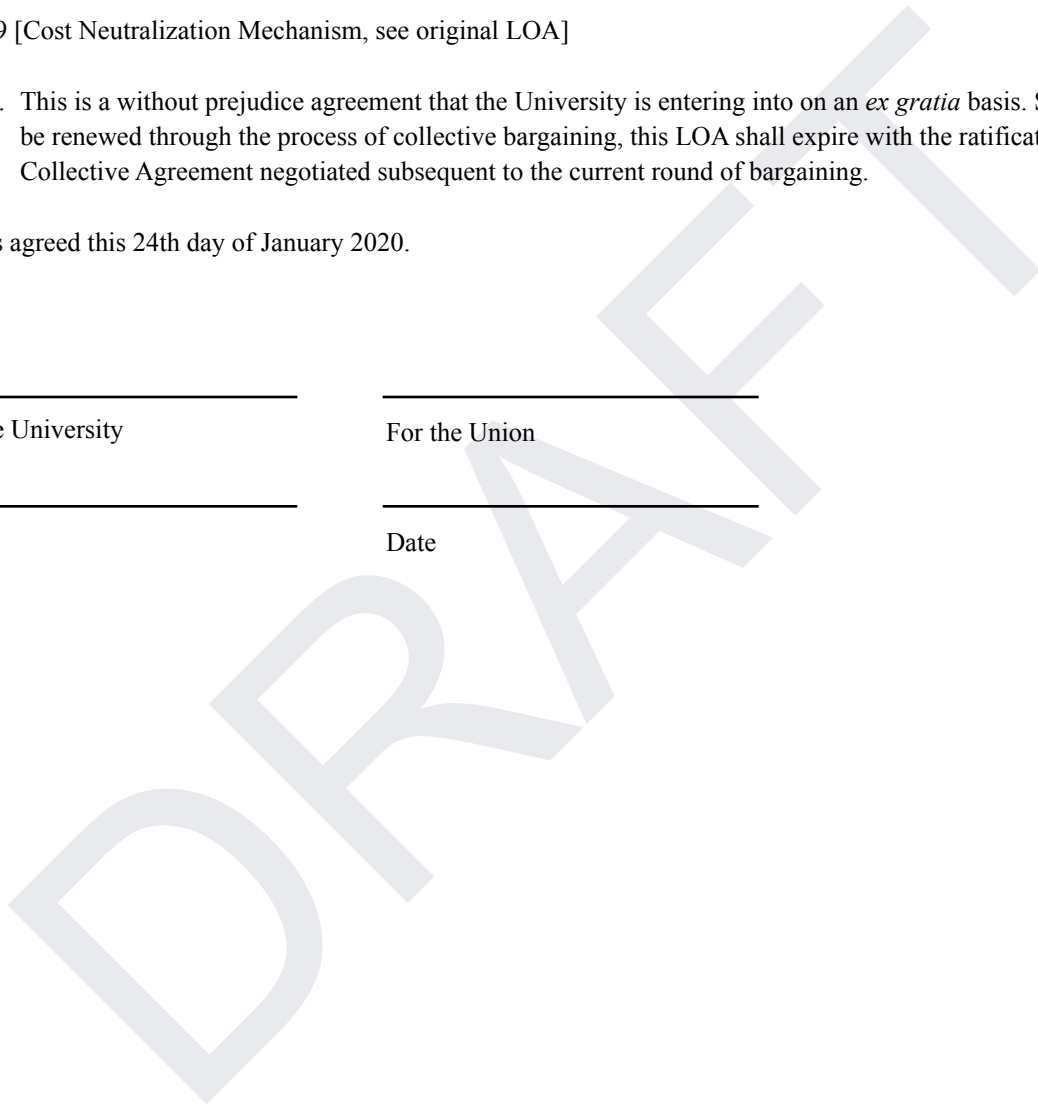 9 [Cost Neutralization Mechanism, see original LOA]
. This is a without prejudice agreement that the University is entering into on an ex gratia basis.
be renewed through the process of collective bargaining, this LOA shall expire with the
Collective Agreement negotiated subsequent to the current round of bargaining.
agreed this 24th day of January 2020.
University
For the Union
Date
DRAFT